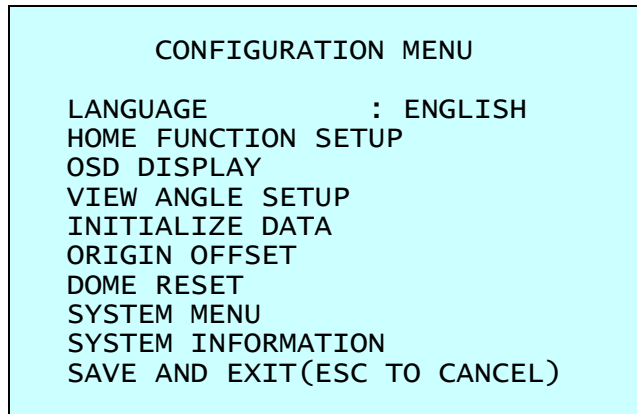 CONFIGURATION MENU
LANGUAGE : ENGLISH
HOME FUNCTION SETUP
OSD DISPLAY
VIEW ANGLE SETUP
INITIALIZE DATA
ORIGIN OFFSET
DOME RESET
SYSTEM MENU
SYSTEM INFORMATION
SAVE AND EXIT(ESC TO CANCEL)